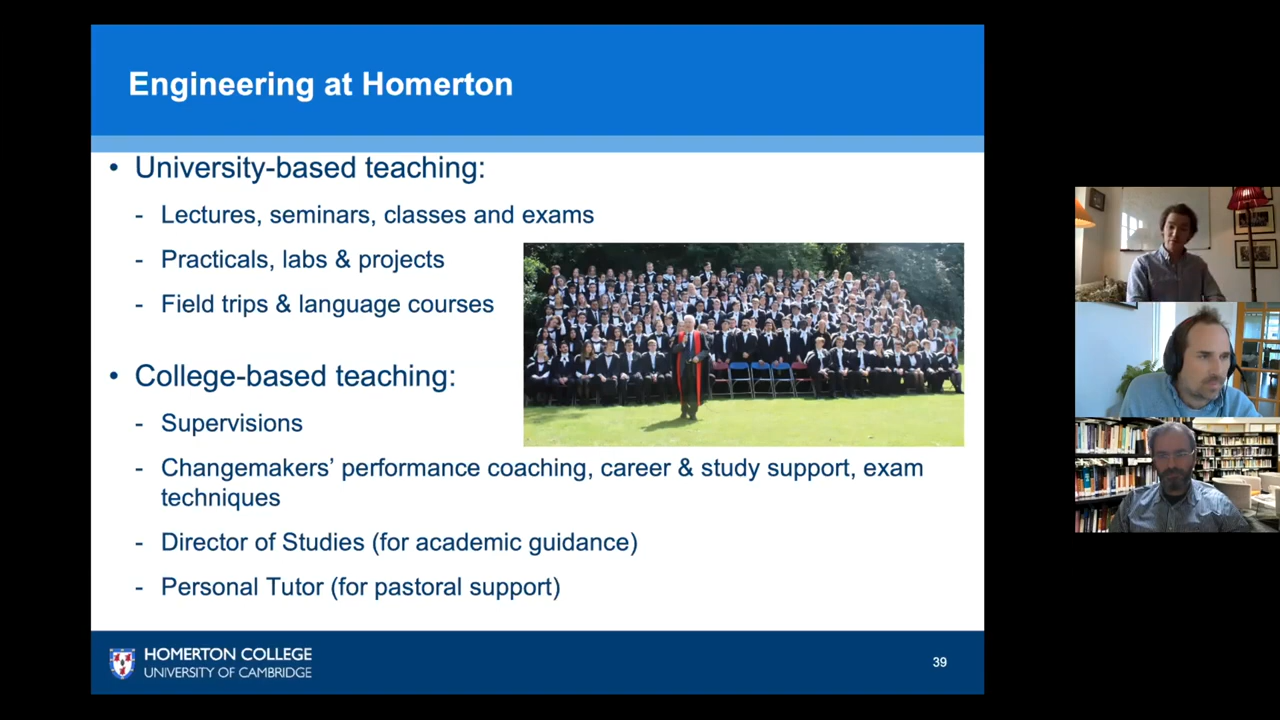 Engineering at Homerton
• University-based teaching:
- Lectures, seminars, classes and exams
- Practicals, labs & projects
- Field trips & language courses
• College-based teaching:
- Supervisions
- Changemakers’ performance coaching, career & study support, exam
techniques
- Director of Studies (for academic guidance)
- Personal Tutor (for pastoral support)
HOMERTON COLLEGE
UNIVERSITY OF CAMBRIDGE
39